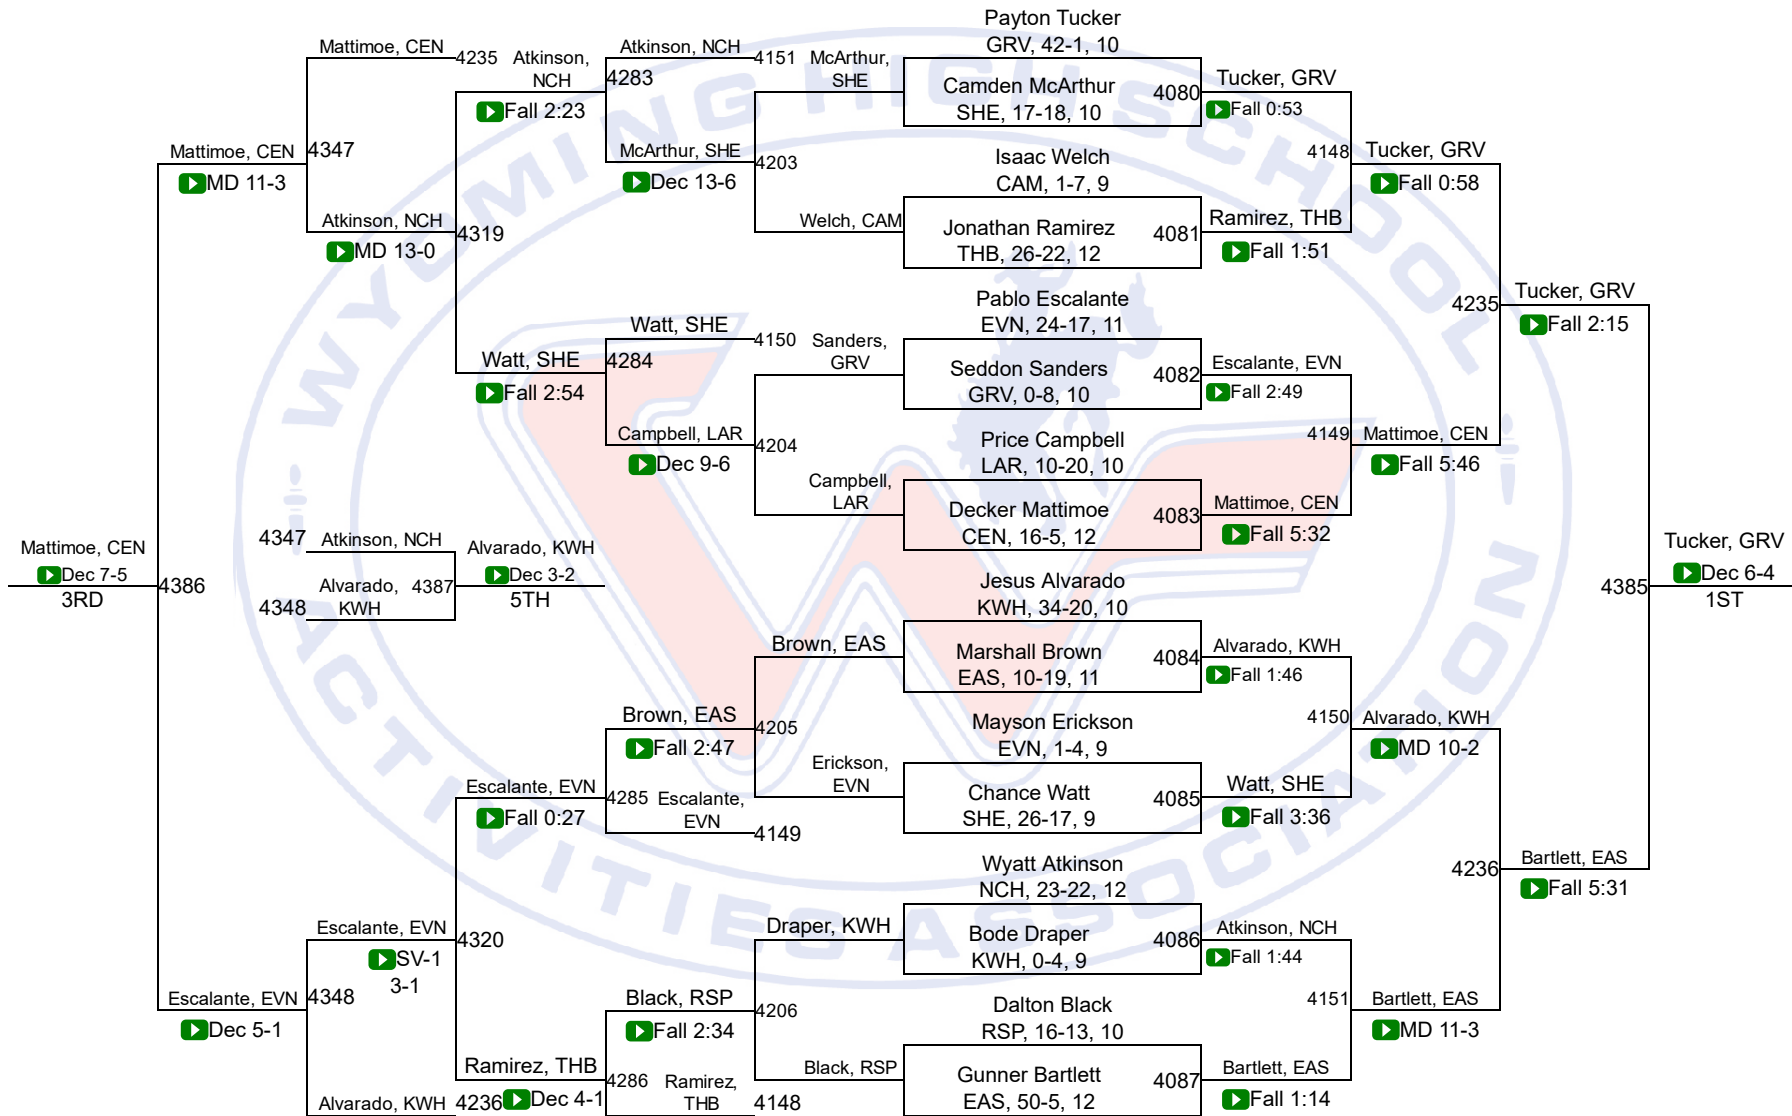 WYOMING HIGH SCHOOL
ACTIVITIES ASSOCIATION
Payton Tucker
GRV, 42-1, 10
Camden McArthur
SHE, 17-18, 10
4080
Isaac Welch
CAM, 1-7, 9
Jonathan Ramirez
THB, 26-22, 12
4081
Pablo Escalante
EVN, 24-17, 11
Seddon Sanders
GRV, 0-8, 10
4082
Price Campbell
LAR, 10-20, 10
Decker Mattimoe
CEN, 16-5, 12
4083
Jesus Alvarado
KWH, 34-20, 10
Marshall Brown
EAS, 10-19, 11
4084
Mayson Erickson
EVN, 1-4, 9
Chance Watt
SHE, 26-17, 9
4085
Wyatt Atkinson
NCH, 23-22, 12
Bode Draper
KWH, 0-4, 9
4086
Dalton Black
RSP, 16-13, 10
Gunner Bartlett
EAS, 50-5, 12
4087
Tucker, GRV
Fall 0:53
4148
Ramirez, THB
Fall 1:51
Escalante, EVN
Fall 2:49
4149
Mattimoe, CEN
Fall 5:32
Alvarado, KWH
Fall 1:46
4150
Watt, SHE
Fall 3:36
Atkinson, NCH
Fall 1:44
4151
Bartlett, EAS
Fall 1:14
Tucker, GRV
Fall 0:58
4235
Mattimoe, CEN
Fall 5:46
Alvarado, KWH
MD 10-2
4236
Bartlett, EAS
MD 11-3
Tucker, GRV
Fall 2:15
4385
Bartlett, EAS
Fall 5:31
Tucker, GRV
Dec 6-4
1ST
McArthur,
SHE
4203
Welch, CAM
Sanders,
GRV
4204
Campbell,
LAR
Brown, EAS
4205
Erickson,
EVN
Draper, KWH
4206
Black, RSP
Atkinson, NCH
4151
4283
McArthur, SHE
Dec 13-6
Watt, SHE
4150
4284
Campbell, LAR
Dec 9-6
Brown, EAS
Fall 2:47
4285
Escalante,
EVN
4149
Black, RSP
Fall 2:34
4286
Ramirez,
THB
4148
Atkinson,
NCH
Fall 2:23
4319
Watt, SHE
Fall 2:54
Escalante, EVN
Fall 0:27
4320
Ramirez, THB
Dec 4-1
Mattimoe, CEN
4235
4347
Atkinson, NCH
MD 13-0
Escalante, EVN
SV-1
3-1
4348
Alvarado, KWH
4236
Mattimoe, CEN
MD 11-3
4386
Escalante, EVN
Dec 5-1
Mattimoe, CEN
Dec 7-5
3RD
4347
Atkinson, NCH
4387
4348
Alvarado,
KWH
Alvarado, KWH
Dec 3-2
5TH